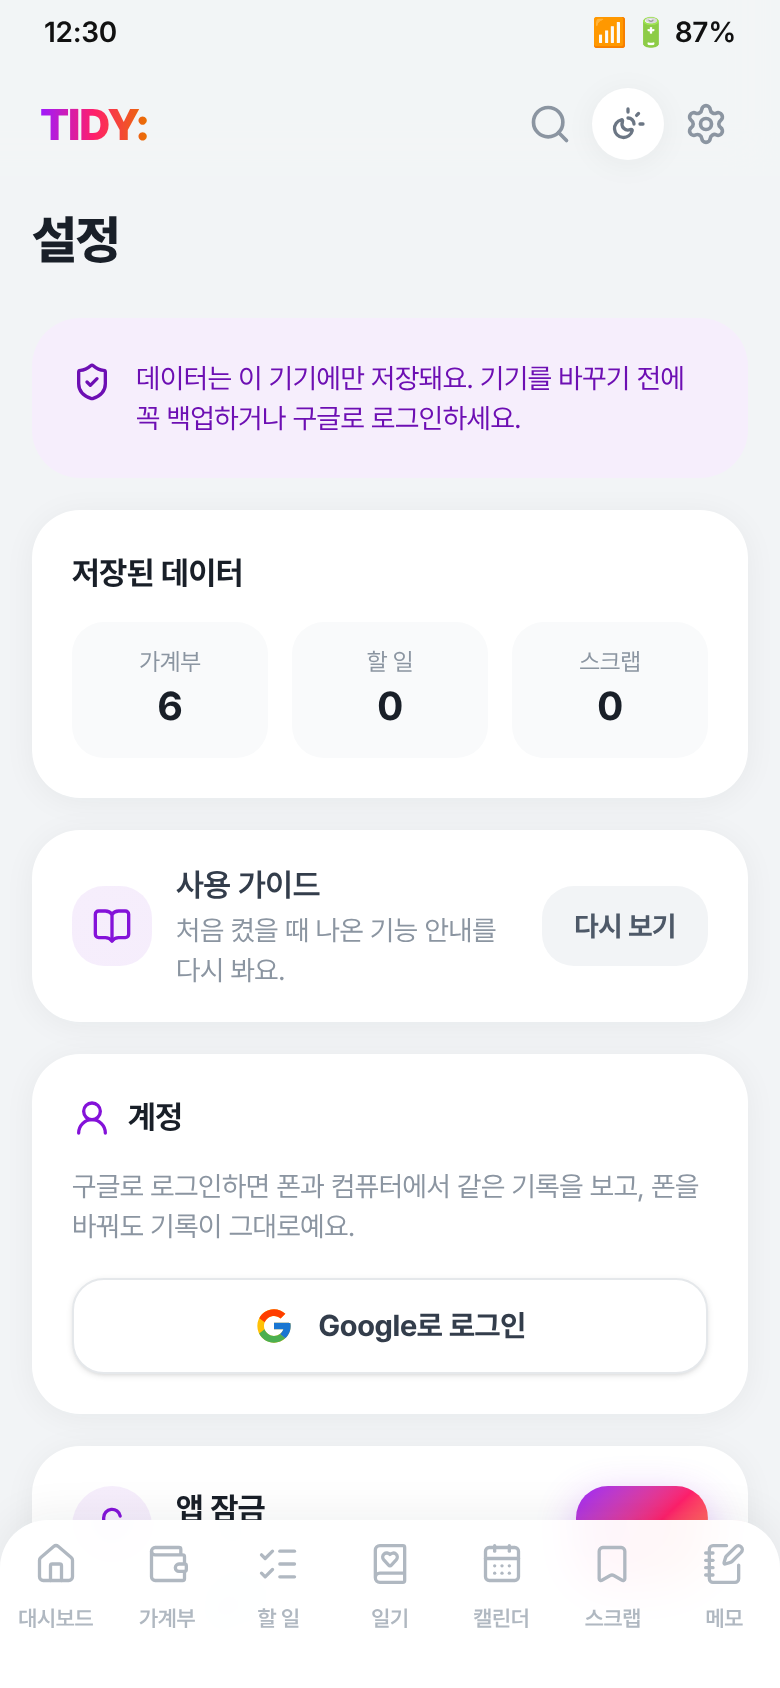 12:30
87%
TIDY:
설정
데이터는 이 기기에만 저장돼요. 기기를 바꾸기 전에
꼭 백업하거나 구글로 로그인하세요.
저장된 데이터
가계부
6
할 일
0
스크랩
0
사용 가이드
처음 켰을 때 나온 기능 안내를
다시 봐요.
다시 보기
계정
구글로 로그인하면 폰과 컴퓨터에서 같은 기록을 보고, 폰을
바꿔도 기록이 그대로예요.
Google로 로그인
앱 잠금
대시보드
가계부
할 일
일기
캘린더
스크랩
메모